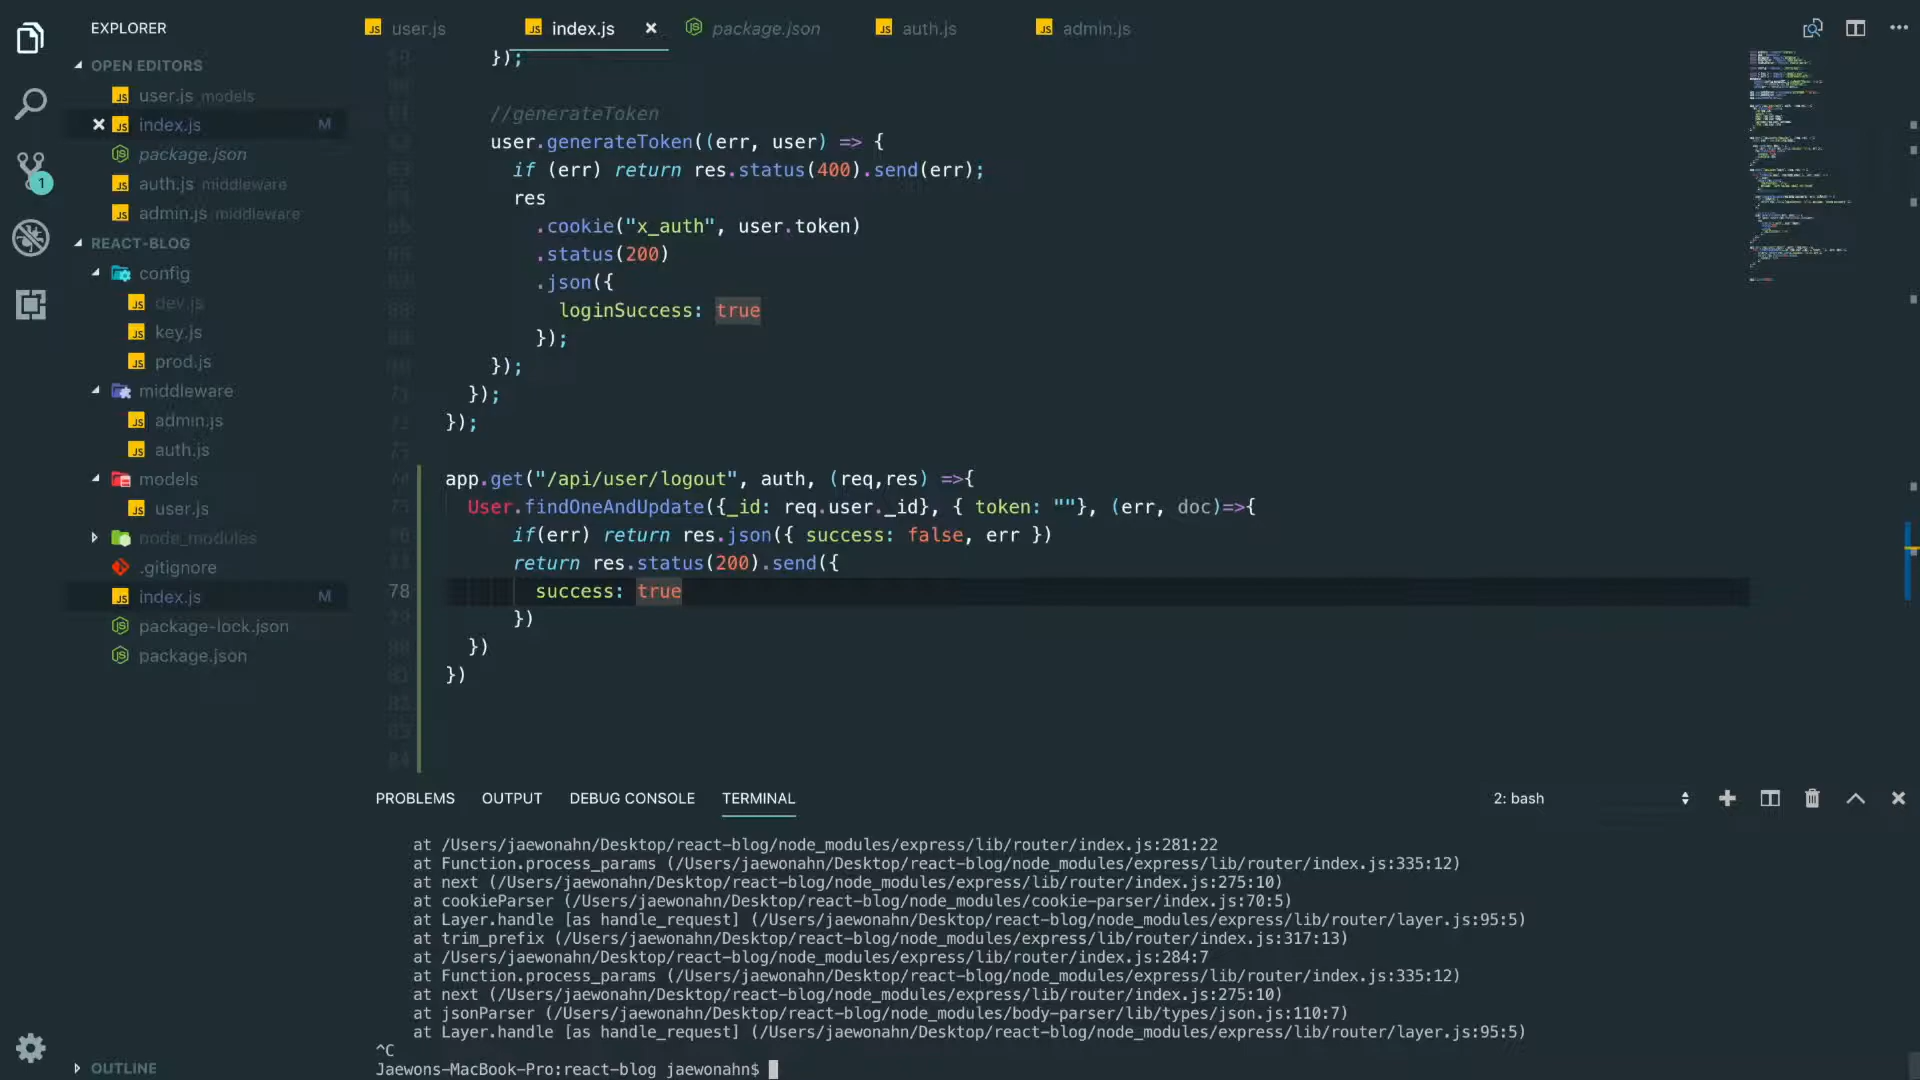 EXPLORER
OPEN EDITORS
user.js models
index.js M
package.json
auth.js middleware
admin.js middleware
REACT-BLOG
config
dev.js
key.js
prod.js
middleware
admin.js
auth.js
models
user.js
node_modules
.gitignore
index.js M
package-lock.json
package.json
OUTLINE
1
user.js
index.js
package.json
auth.js
admin.js
});
//generateToken
user.generateToken((err, user) => {
if (err) return res.status(400).send(err);
res
.cookie("x_auth", user.token)
.status(200)
.json({
loginSuccess: true
});
});
});
});
app.get("/api/user/logout", auth, (req,res) =>{
User.findOneAndUpdate({_id: req.user._id}, { token: ""}, (err, doc)=>{
if(err) return res.json({ success: false, err })
return res.status(200).send({
78 success: true
})
})
})
PROBLEMS OUTPUT DEBUG CONSOLE TERMINAL 2: bash
at /Users/jaewonahn/Desktop/react-blog/node_modules/express/lib/router/index.js:281:22
at Function.process_params (/Users/jaewonahn/Desktop/react-blog/node_modules/express/lib/router/index.js:335:12)
at next (/Users/jaewonahn/Desktop/react-blog/node_modules/express/lib/router/index.js:275:10)
at cookieParser (/Users/jaewonahn/Desktop/react-blog/node_modules/cookie-parser/index.js:70:5)
at Layer.handle [as handle_request] (/Users/jaewonahn/Desktop/react-blog/node_modules/express/lib/router/layer.js:95:5)
at trim_prefix (/Users/jaewonahn/Desktop/react-blog/node_modules/express/lib/router/index.js:317:13)
at /Users/jaewonahn/Desktop/react-blog/node_modules/express/lib/router/index.js:284:7
at Function.process_params (/Users/jaewonahn/Desktop/react-blog/node_modules/express/lib/router/index.js:335:12)
at next (/Users/jaewonahn/Desktop/react-blog/node_modules/express/lib/router/index.js:275:10)
at jsonParser (/Users/jaewonahn/Desktop/react-blog/node_modules/body-parser/lib/types/json.js:110:7)
at Layer.handle [as handle_request] (/Users/jaewonahn/Desktop/react-blog/node_modules/express/lib/router/layer.js:95:5)
^C
Jaewons-MacBook-Pro:react-blog jaewonahn$